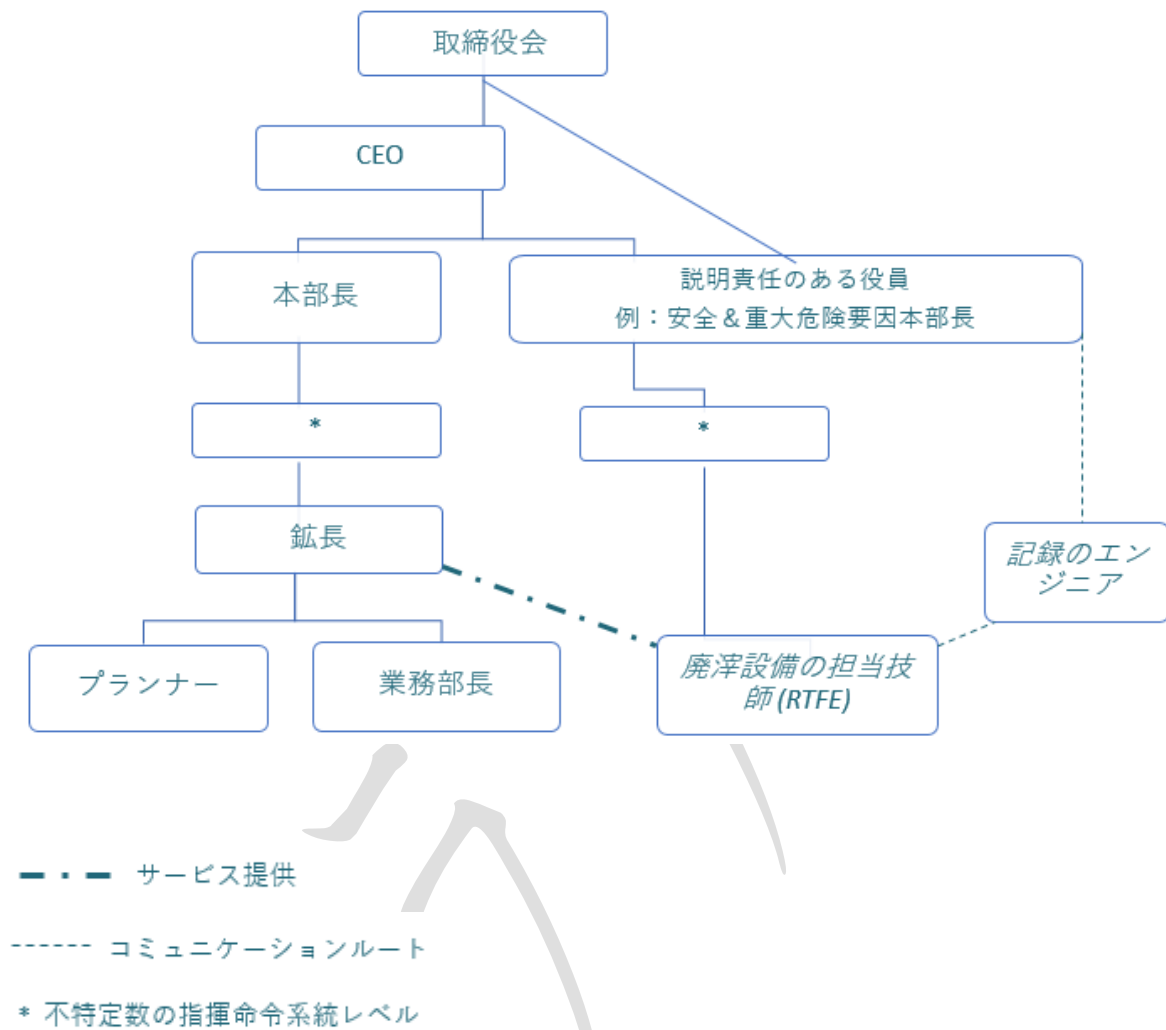 取締役会
CEO
本部長
説明責任のある役員
例：安全＆重大危険要因本部長
*
*
鉱長
記録のエン
ジニア
プランナー
業務部長
廃滓設備の担当技
師(RTFE)
サービス提供
コミュニケーションルート
* 不特定数の指揮命令系統レベル